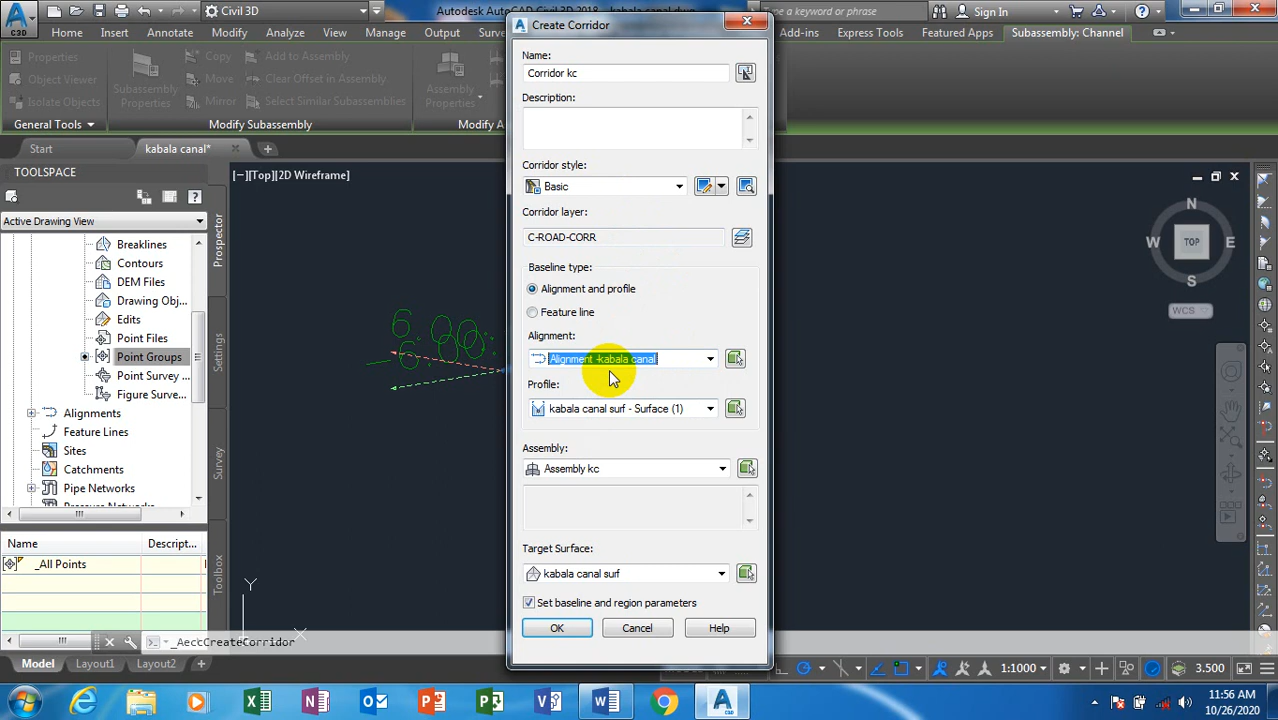 Civil 3D
Autodesk AutoCAD Civil 3D 2018 - kabala canal.dwg
Type a keyword or phrase
Sign In
Home
Insert
Annotate
Modify
Analyze
View
Manage
Output
Surv
Add-ins
Express Tools
Featured Apps
Subassembly: Channel
C3D
Properties
Object Viewer
Isolate Objects
General Tools
Subassembly
Properties
Copy
Mirror
Move
Add to Assembly
Clear Offset in Assembly
Select Similar Subassemblies
Modify Subassembly
Assembly
Properties
Modify A
Start
kabala canal*
TOOLSPACE
Active Drawing View
Breaklines
Contours
DEM Files
Drawing Obj...
Edits
Point Files
Point Groups
Point Survey ...
Figure Surve...
Alignments
Feature Lines
Sites
Catchments
Pipe Networks
Name
Descript...
_All Points
Prospector
Settings
Survey
Toolbox
[−][Top][2D Wireframe]
Y
X
N
W
TOP
E
S
WCS
Create Corridor
Name:
Corridor kc
Description:
Corridor style:
Basic
Corridor layer:
C-ROAD-CORR
Baseline type:
Alignment and profile
Feature line
Alignment:
Alignment -kabala canal
Profile:
kabala canal surf - Surface (1)
Assembly:
Assembly kc
Target Surface:
kabala canal surf
Set baseline and region parameters
OK
Cancel
Help
_AeccCreateCorridor
Model
Layout1
Layout2
1:1000
3.500
11:56 AM
10/26/2020